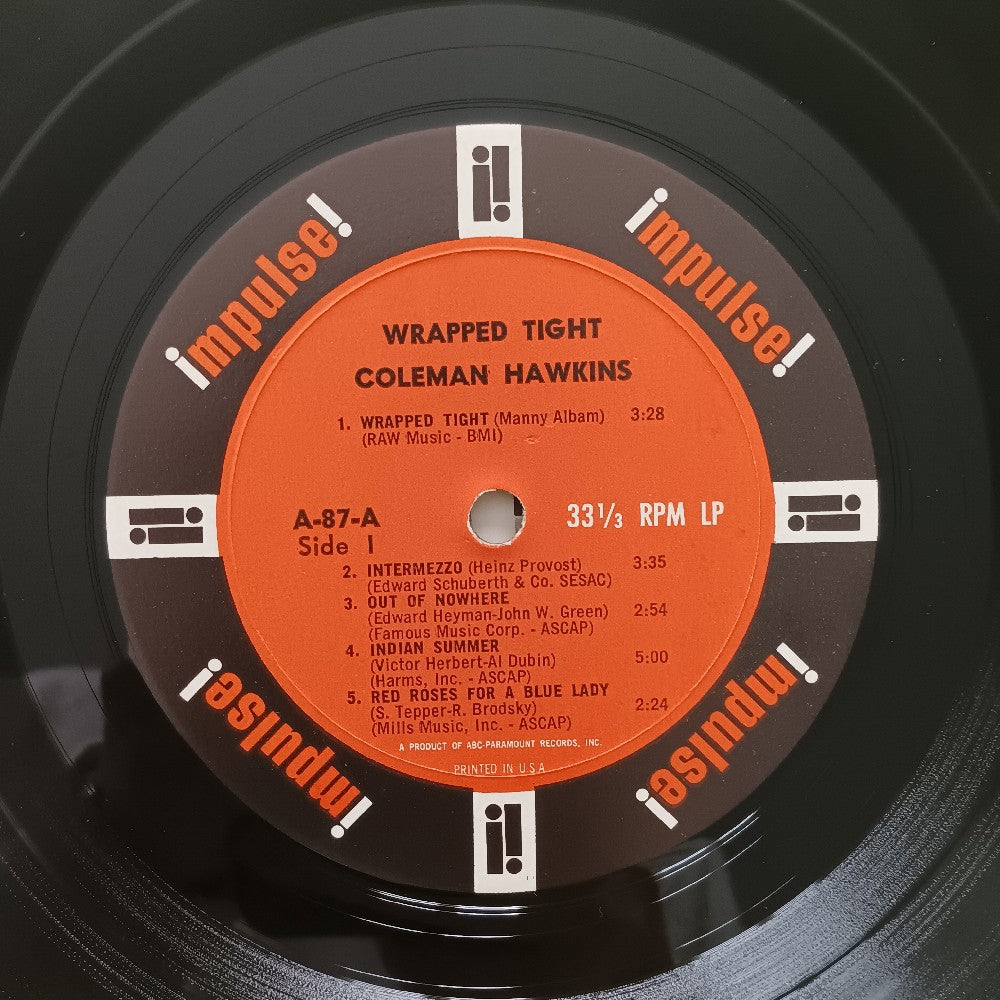 impulse!
impulse!
WRAPPED TIGHT
COLEMAN HAWKINS
1. WRAPPED TIGHT (Manny Albam) 3:28
(RAW Music - BMI)
A-87-A
Side 1
33 1/3 RPM LP
2. INTERMEZZO (Heinz Provost) 3:35
(Edward Schuberth & Co. SESAC)
3. OUT OF NOWHERE
(Edward Heyman-John W. Green) 2:54
(Famous Music Corp. - ASCAP)
4. INDIAN SUMMER
(Victor Herbert-Al Dubin) 5:00
(Harms, Inc. - ASCAP)
5. RED ROSES FOR A BLUE LADY
(S. Tepper-R. Brodsky) 2:24
(Mills Music, Inc. - ASCAP)
A PRODUCT OF ABC-PARAMOUNT RECORDS, INC.
PRINTED IN U S A
impulse!
impulse!